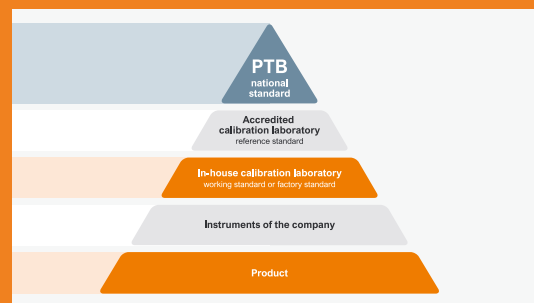 PTB
national
standard
Accredited
calibration laboratory
reference standard
In-house calibration laboratory
working standard or factory standard
Instruments of the company
Product